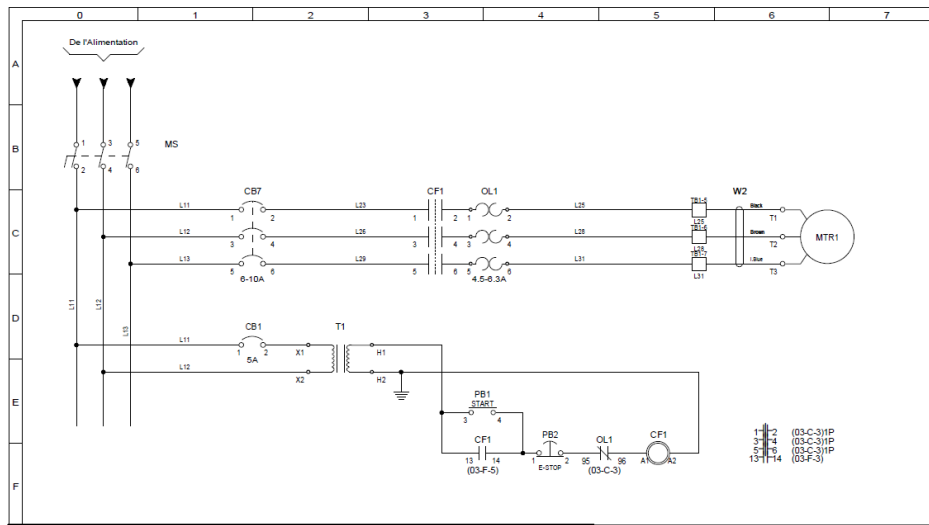 0 1 2 3 4 5 6 7
De l'Alimentation
A
B
1 3 5 MS
2 4 6
C
CB7 CF1 OL1 W2
L11 L23 L25 TB1-5 Black
1 2 1 2 1 2 L25 T1
L12 L26 L28 TB1-6 Brown
3 4 3 4 3 4 L28 T2 MTR1
L13 L29 L31 TB1-7 l.Blue
5 6 5 6 5 6 L31 T3
6-10A 4.5-6.3A
D
L11 L12 L13
CB1 T1
L11 X1 H1
1 2
5A
L12
X2 H2
E
PB1
START
3 4
CF1 PB2 OL1 CF1
13 14 1 2 95 96 A1 A2
(03-F-5) E-STOP (03-C-3)
1 2 (03-C-3)1P
3 4 (03-C-3)1P
5 6 (03-C-3)1P
13 14 (03-F-3)
F